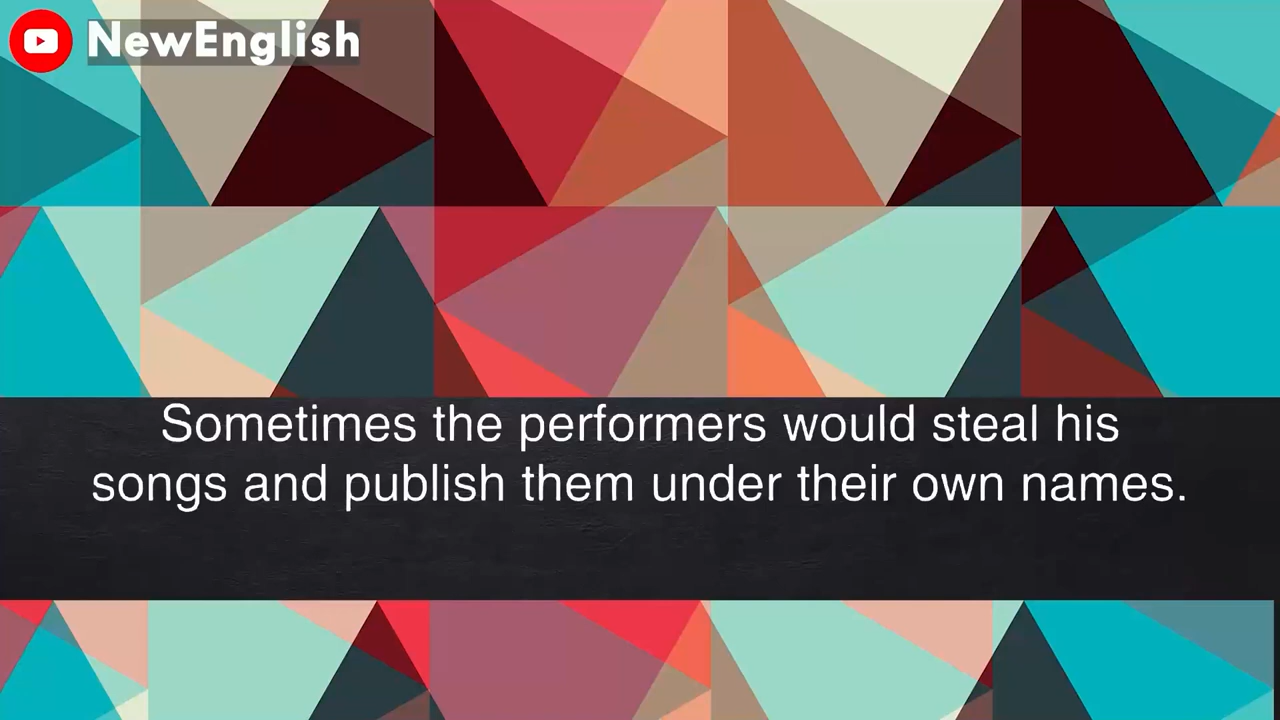 NewEnglish
Sometimes the performers would steal his
songs and publish them under their own names.